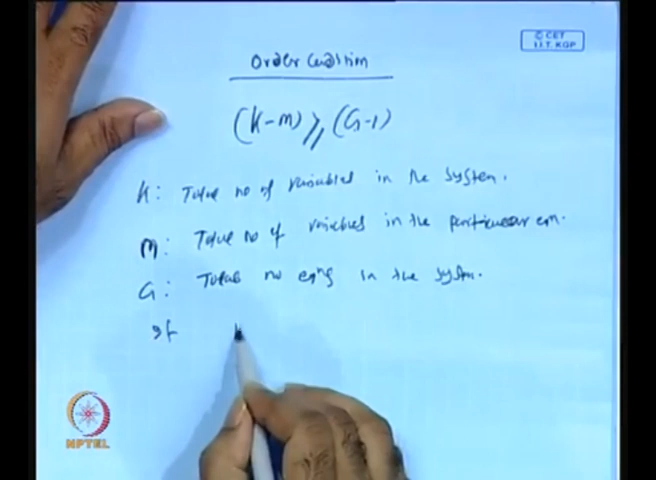 © CET
I.I.T. KGP
Order Condition
(K-m) ⩾ (G-1)
K: Total no of variables in the System.
M: Total no of variables in the particular eqn.
G: Total no eqns in the system.
If
NPTEL